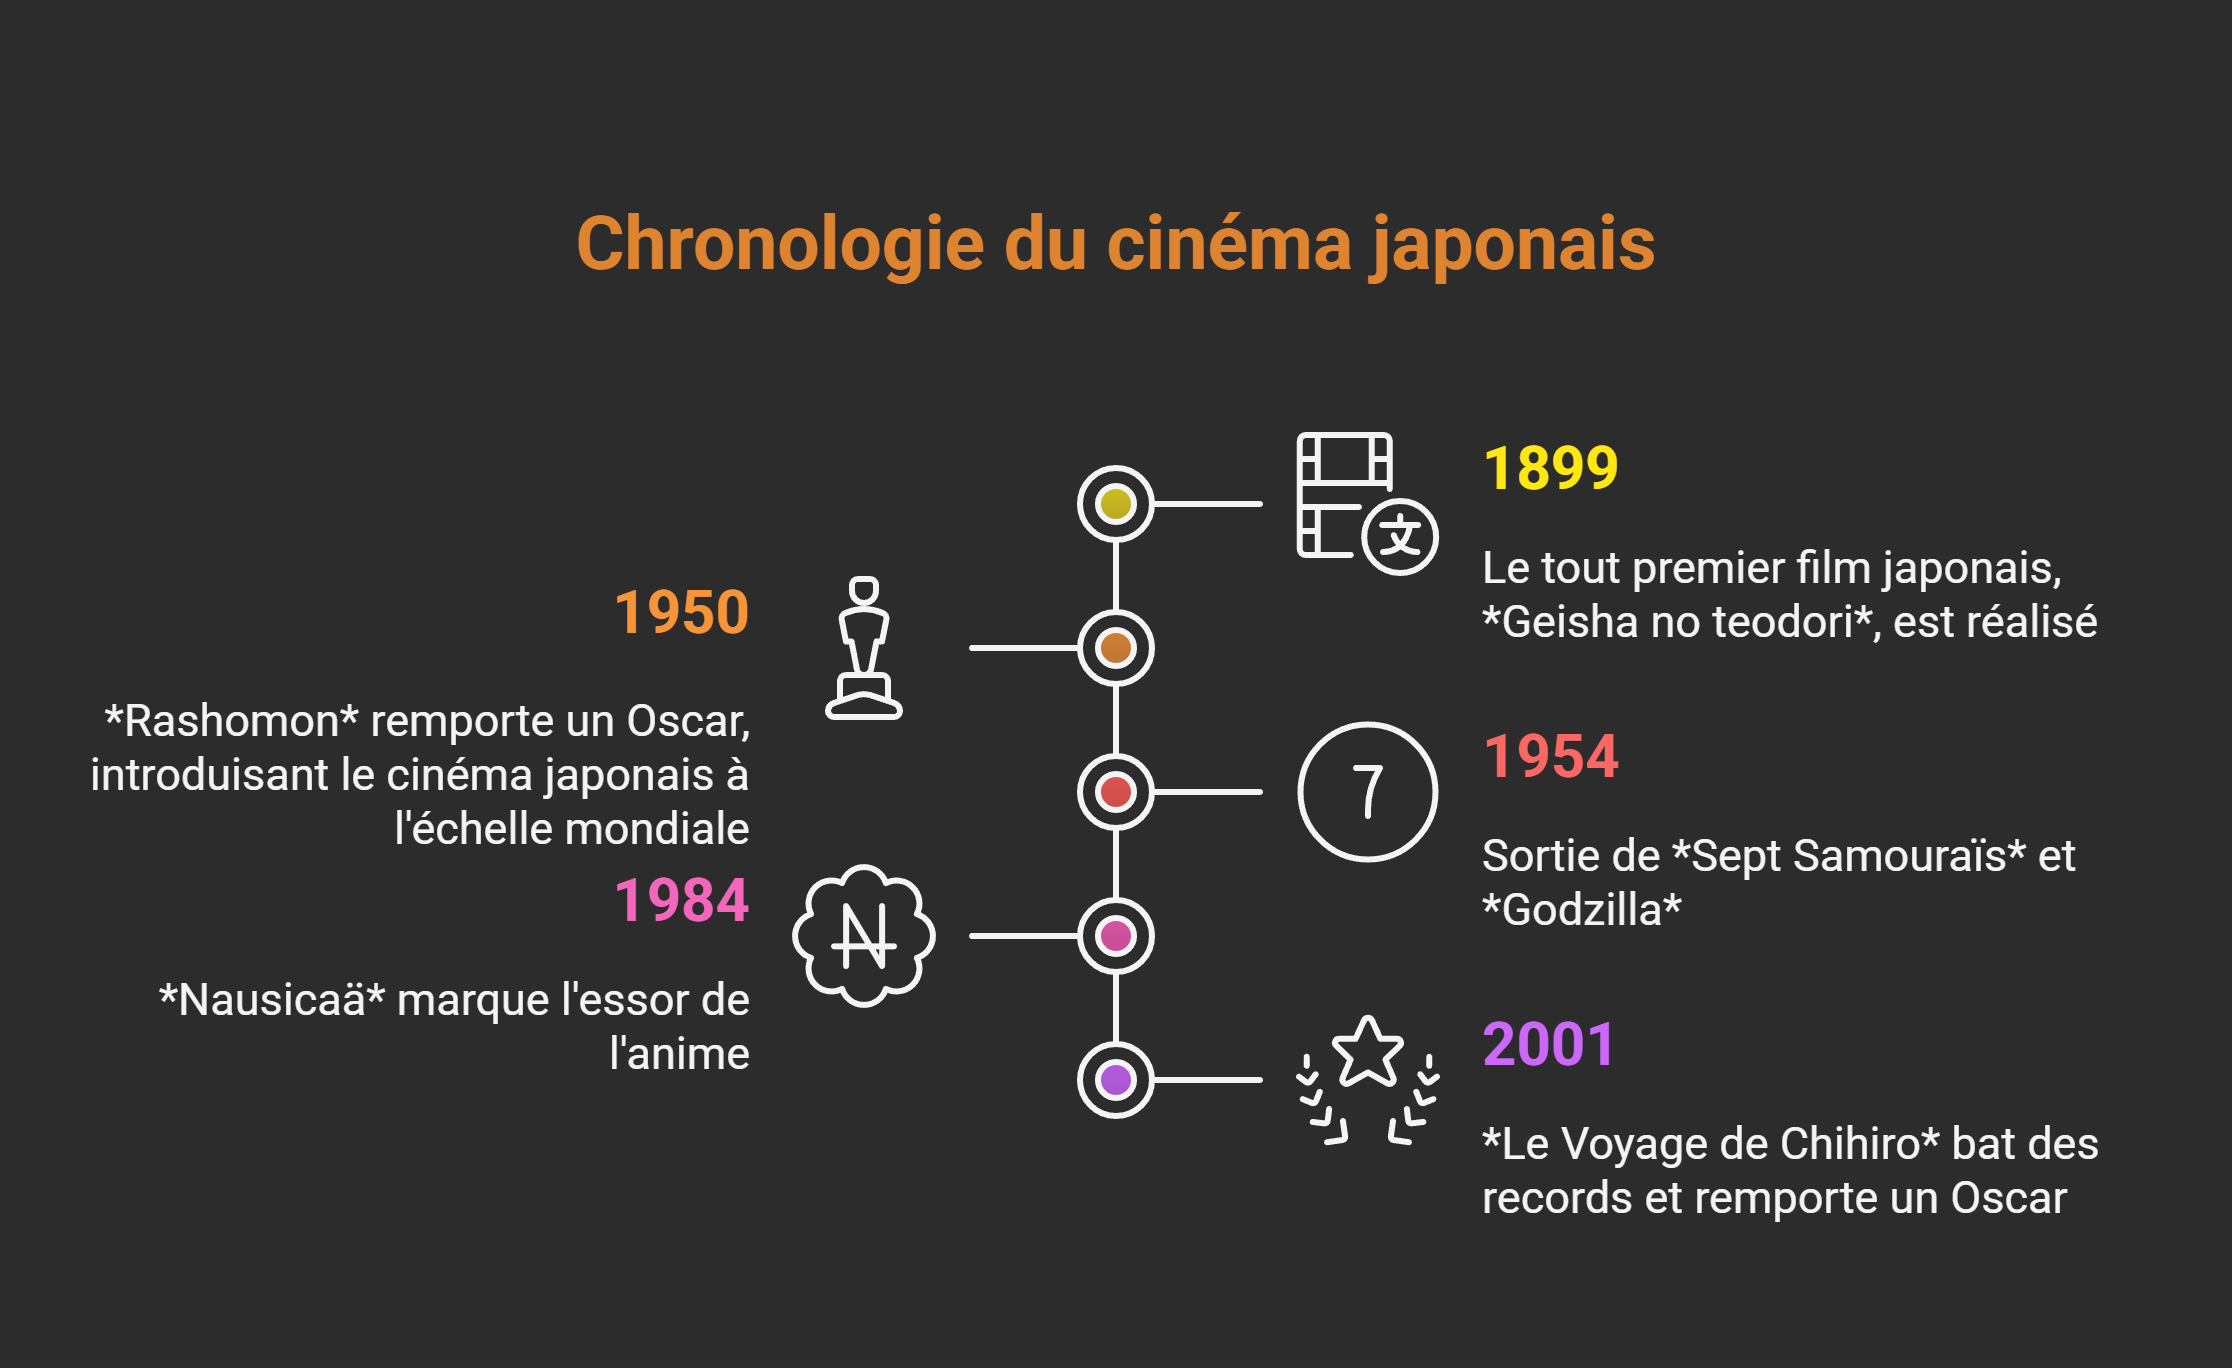 Chronologie du cinéma japonais
文
1899
Le tout premier film japonais,
*Geisha no teodori*, est réalisé
1950
*Rashomon* remporte un Oscar,
introduisant le cinéma japonais à
l'échelle mondiale
7
1954
Sortie de *Sept Samouraïs* et
*Godzilla*
1984
₦
*Nausicaä* marque l'essor de
l'anime
2001
*Le Voyage de Chihiro* bat des
records et remporte un Oscar